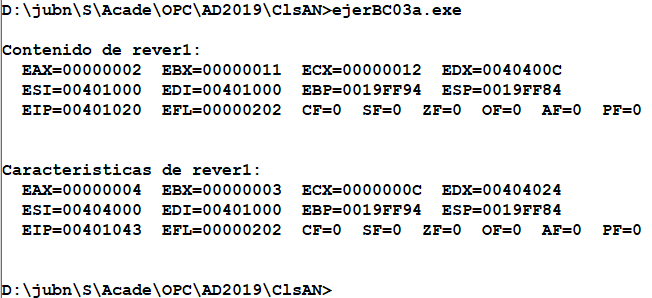 D:\jubn\S\Acade\OPC\AD2019\ClsAN>ejerBC03a.exe
Contenido de rever1:
EAX=00000002 EBX=00000011 ECX=00000012 EDX=0040400C
ESI=00401000 EDI=00401000 EBP=0019FF94 ESP=0019FF84
EIP=00401020 EFL=00000202 CF=0 SF=0 ZF=0 OF=0 AF=0 PF=0
Caracteristicas de rever1:
EAX=00000004 EBX=00000003 ECX=0000000C EDX=00404024
ESI=00404000 EDI=00401000 EBP=0019FF94 ESP=0019FF84
EIP=00401043 EFL=00000202 CF=0 SF=0 ZF=0 OF=0 AF=0 PF=0
D:\jubn\S\Acade\OPC\AD2019\ClsAN>